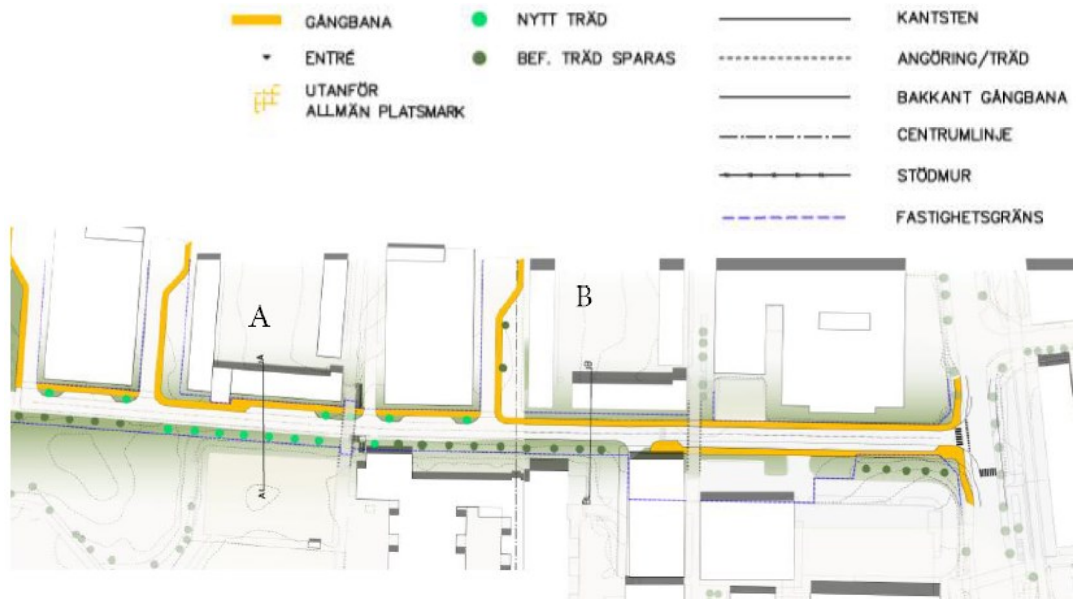 GÅNGBANA
ENTRÉ
UTANFÖR
ALLMÄN PLATSMARK
NYTT TRÄD
BEF. TRÄD SPARAS
KANTSTEN
ANGÖRING/TRÄD
BAKKANT GÅNGBANA
CENTRUMLINJE
STÖDMUR
FASTIGHETSGRÄNS
A
B
A